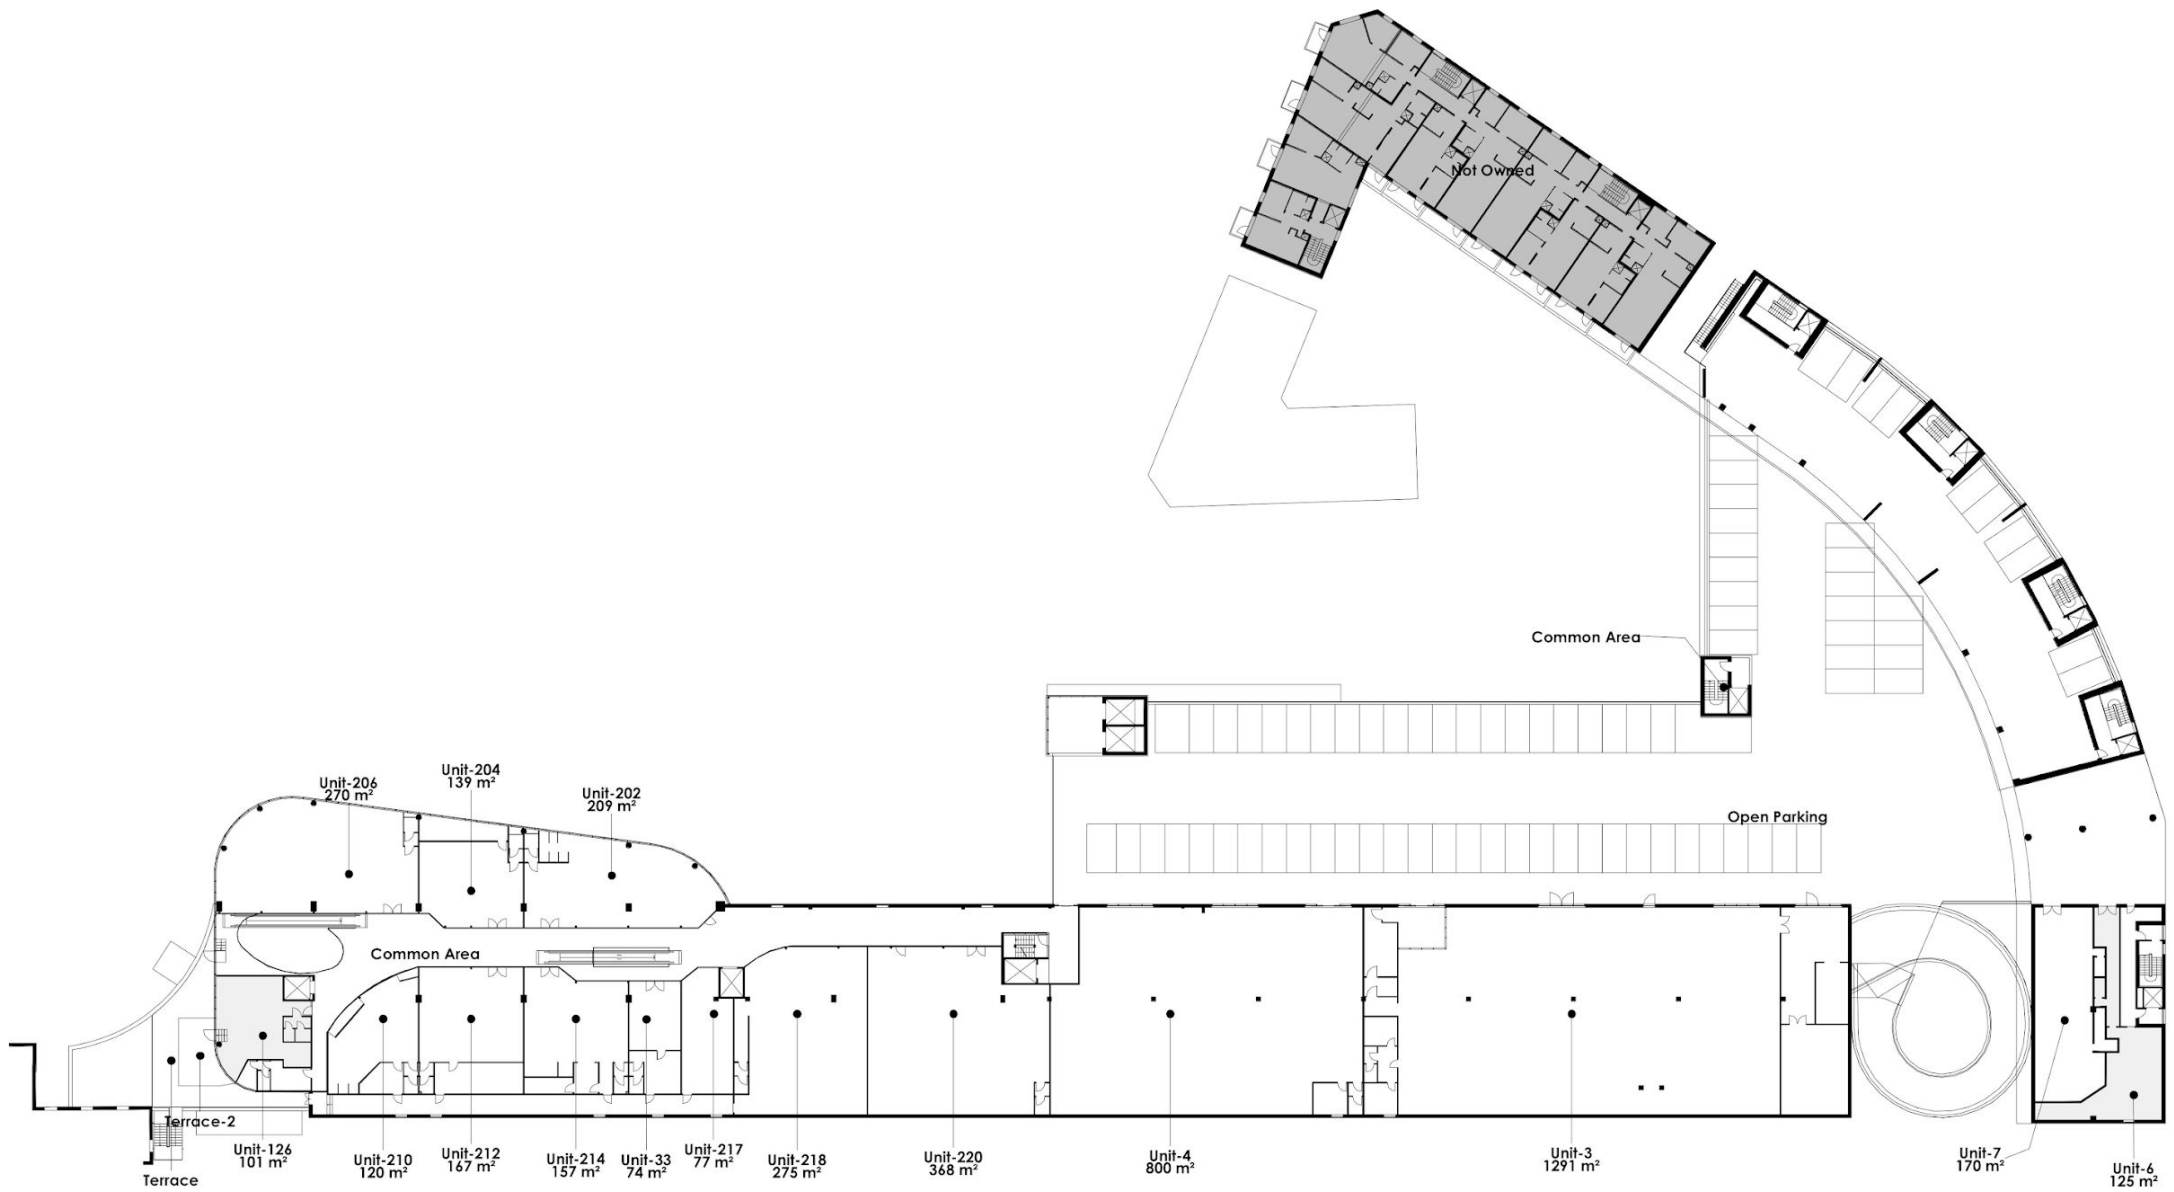 Not Owned
Common Area
Unit-204
139 m²
Unit-206
270 m²
Unit-202
209 m²
Open Parking
Common Area
Terrace-2
Unit-126
101 m²
Unit-210
120 m²
Unit-212
167 m²
Unit-214
157 m²
Unit-33
74 m²
Unit-217
77 m²
Unit-218
275 m²
Unit-220
368 m²
Unit-4
800 m²
Unit-3
1291 m²
Unit-7
170 m²
Unit-6
125 m²
Terrace